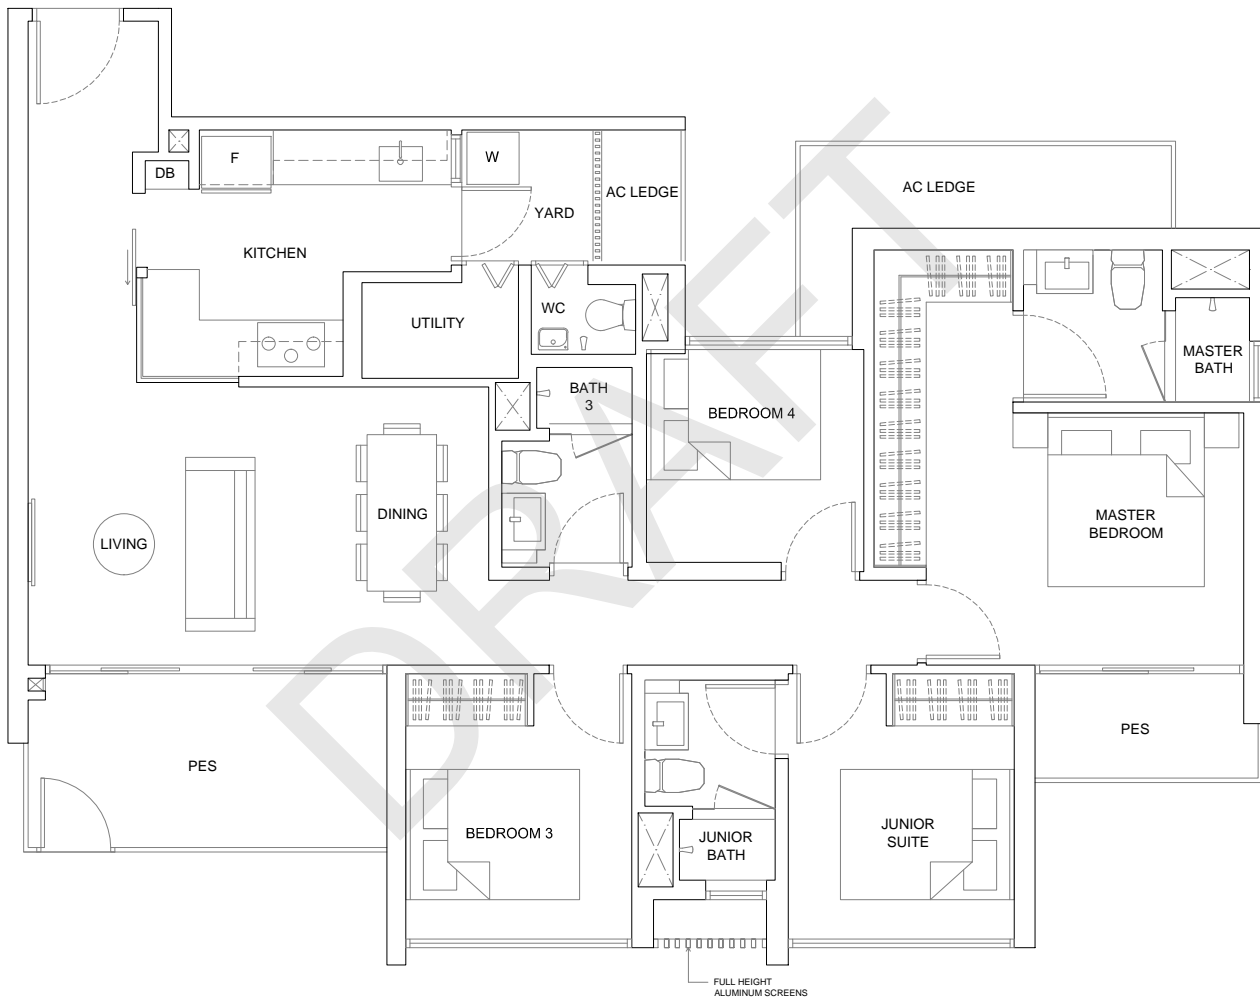 DB
F
W
YARD
AC LEDGE
AC LEDGE
KITCHEN
UTILITY
WC
BATH
3
BEDROOM 4
MASTER
BATH
MASTER
BEDROOM
LIVING
DINING
PES
BEDROOM 3
JUNIOR
BATH
JUNIOR
SUITE
PES
FULL HEIGHT
ALUMINUM SCREENS
DRAFT